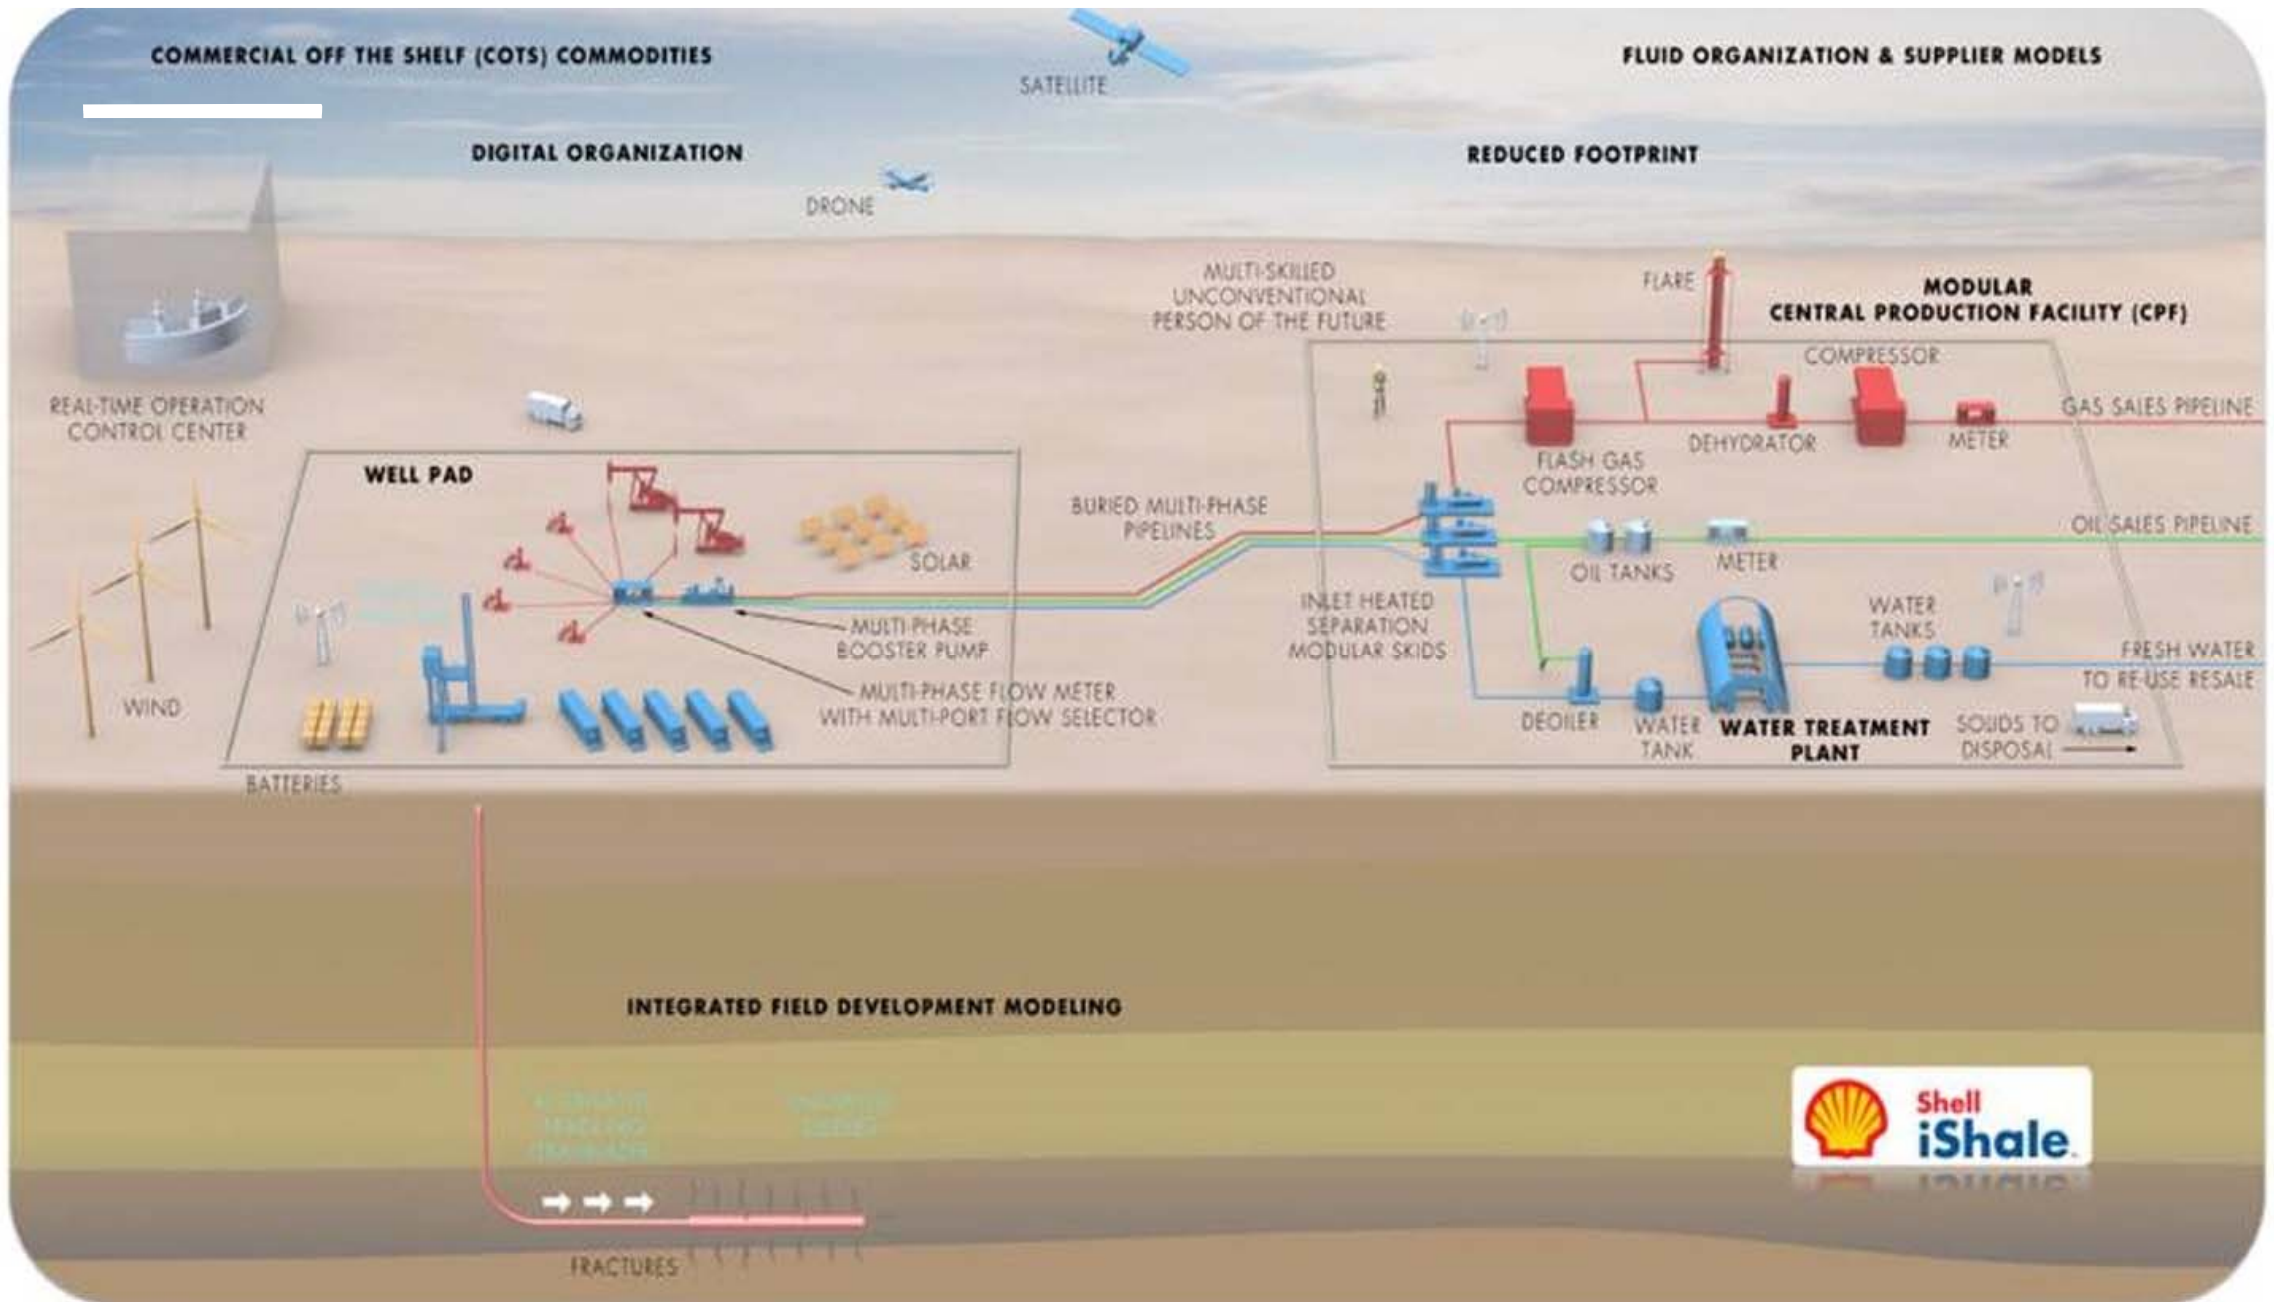 COMMERCIAL OFF THE SHELF (COTS) COMMODITIES
SATELLITE
FLUID ORGANIZATION & SUPPLIER MODELS
DIGITAL ORGANIZATION
DRONE
REDUCED FOOTPRINT
REAL-TIME OPERATION
CONTROL CENTER
MULTI-SKILLED
UNCONVENTIONAL
PERSON OF THE FUTURE
FLARE
MODULAR
CENTRAL PRODUCTION FACILITY (CPF)
COMPRESSOR
GAS SALES PIPELINE
DEHYDRATOR
METER
FLASH GAS
COMPRESSOR
WELL PAD
SOLAR
BURIED MULTI-PHASE
PIPELINES
OIL SALES PIPELINE
OIL TANKS
METER
INLET HEATED
SEPARATION
MODULAR SKIDS
WATER
TANKS
MULTI-PHASE
BOOSTER PUMP
MULTI-PHASE FLOW METER
WITH MULTI-PORT FLOW SELECTOR
WIND
BATTERIES
FRESH WATER
TO RE-USE RESALE
DEOILER
WATER
TANK
WATER TREATMENT
PLANT
SOLIDS TO
DISPOSAL
INTEGRATED FIELD DEVELOPMENT MODELING
Shell
iShale
FRACTURES